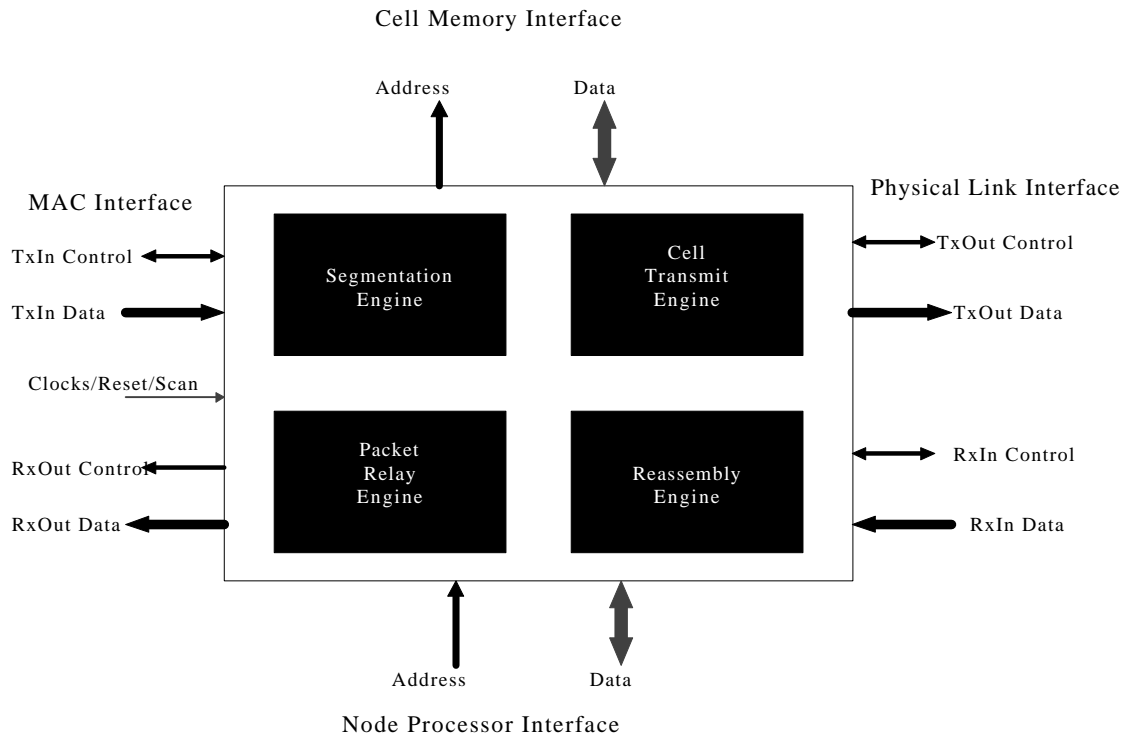 Cell Memory Interface
Address
Data
MAC Interface
Physical Link Interface
TxIn Control
TxOut Control
TxIn Data
TxOut Data
Segmentation
Engine
Cell
Transmit
Engine
Clocks/Reset/Scan
RxOut Control
RxIn Control
RxOut Data
RxIn Data
Packet
Relay
Engine
Reassembly
Engine
Address
Data
Node Processor Interface